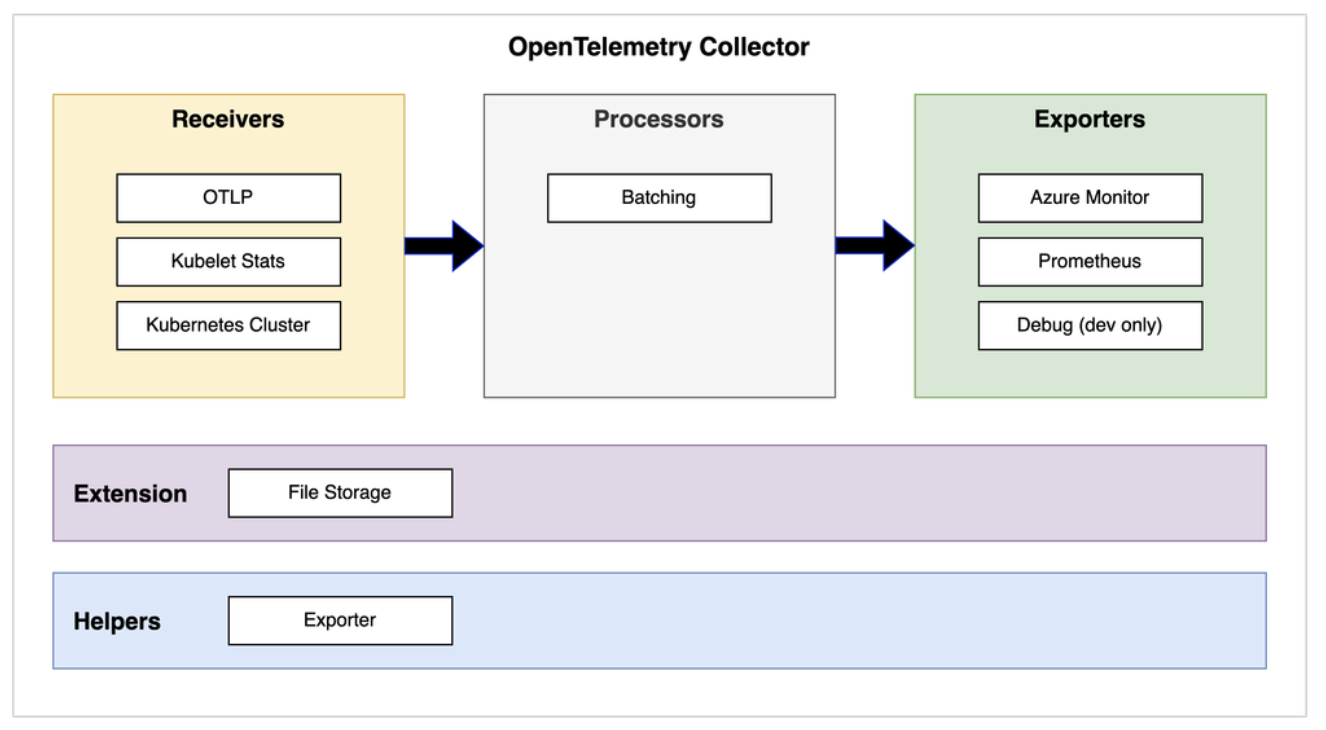 OpenTelemetry Collector
Receivers
OTLP
Kubelet Stats
Kubernetes Cluster
Processors
Batching
Exporters
Azure Monitor
Prometheus
Debug (dev only)
Extension
File Storage
Helpers
Exporter